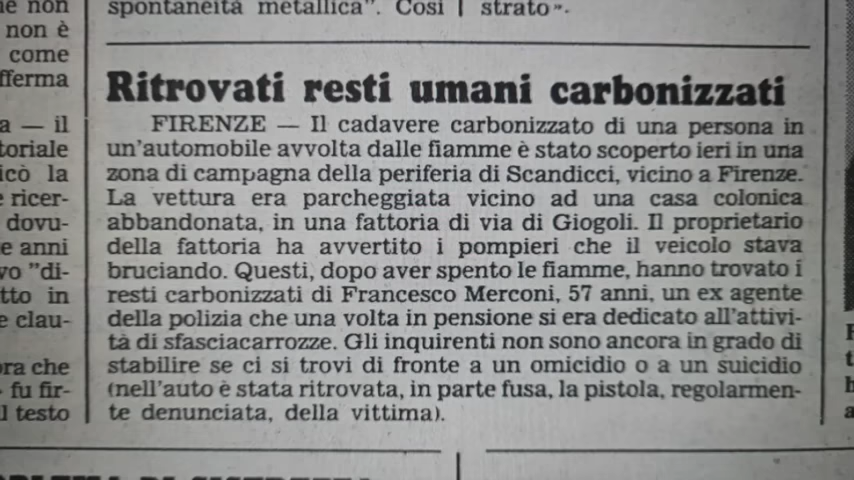 ne non
non è
come
fferma
a — il
toriale
icò la
e ricer-
dovu-
e anni
vo "di-
tto in
e clau-
ora che
fu fir-
l testo
spontaneità metallica". Così
strato».
Ritrovati resti umani carbonizzati
FIRENZE — Il cadavere carbonizzato di una persona in
un'automobile avvolta dalle fiamme è stato scoperto ieri in una
zona di campagna della periferia di Scandicci, vicino a Firenze.
La vettura era parcheggiata vicino ad una casa colonica
abbandonata, in una fattoria di via di Giogoli. Il proprietario
della fattoria ha avvertito i pompieri che il veicolo stava
bruciando. Questi, dopo aver spento le fiamme, hanno trovato i
resti carbonizzati di Francesco Merconi, 57 anni, un ex agente
della polizia che una volta in pensione si era dedicato all'attivi-
tà di sfasciacarrozze. Gli inquirenti non sono ancora in grado di
stabilire se ci si trovi di fronte a un omicidio o a un suicidio
(nell'auto è stata ritrovata, in parte fusa, la pistola, regolarmen-
te denunciata, della vittima).